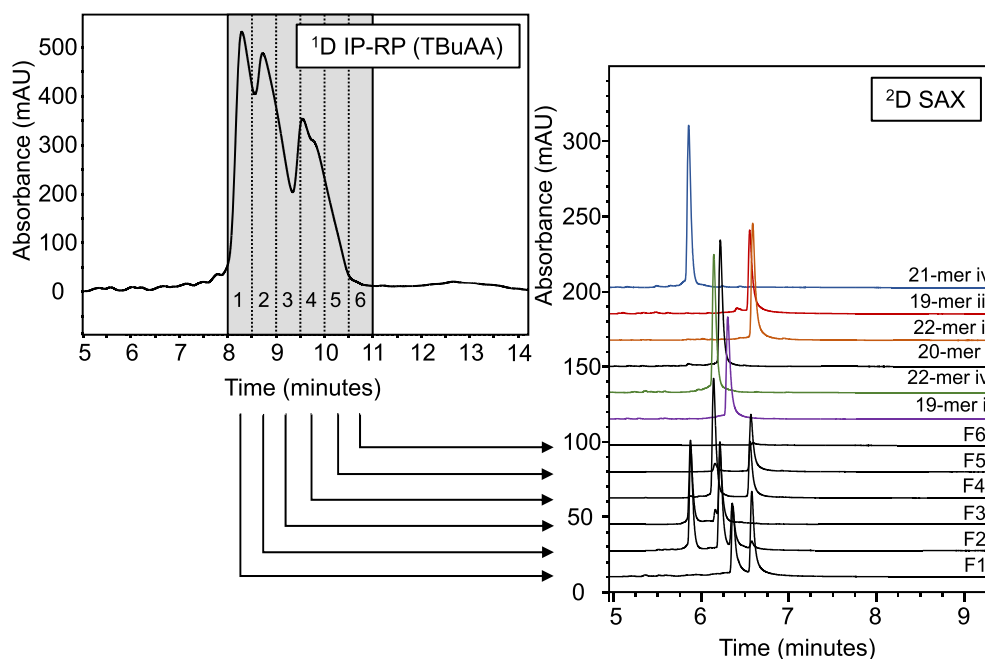 ¹D IP-RP (TBuAA)
Absorbance (mAU)
500
400
300
200
100
0
1 2 3 4 5 6
5 6 7 8 9 10 11 12 13 14
Time (minutes)
²D SAX
Absorbance (mAU)
300
250
200
150
100
50
0
21-mer iv
19-mer ii
22-mer i
20-mer
22-mer iv
19-mer i
F6
F5
F4
F3
F2
F1
5 6 7 8 9
Time (minutes)